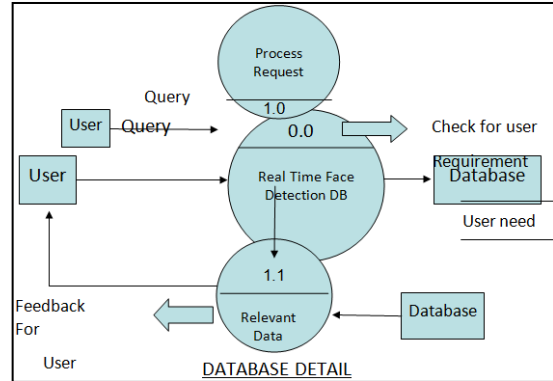 Process
Request
1.0
Query
User
Query
0.0
Check for user
Requirement
User
Real Time Face
Detection DB
Database
User need
1.1
Relevant
Data
Database
Feedback
For
User
DATABASE DETAIL